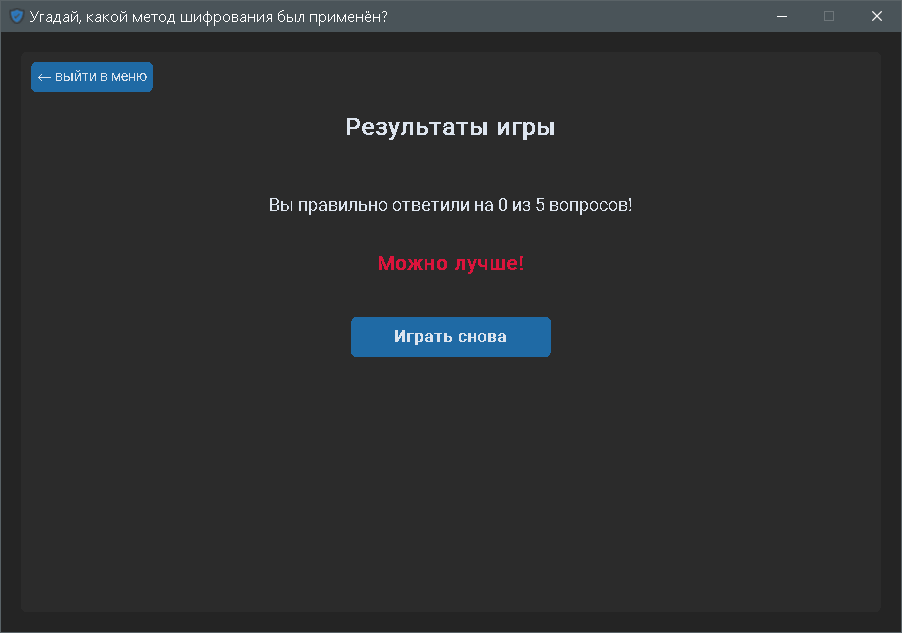 Угадай, какой метод шифрования был применён?
← выйти в меню
Результаты игры
Вы правильно ответили на 0 из 5 вопросов!
Можно лучше!
Играть снова